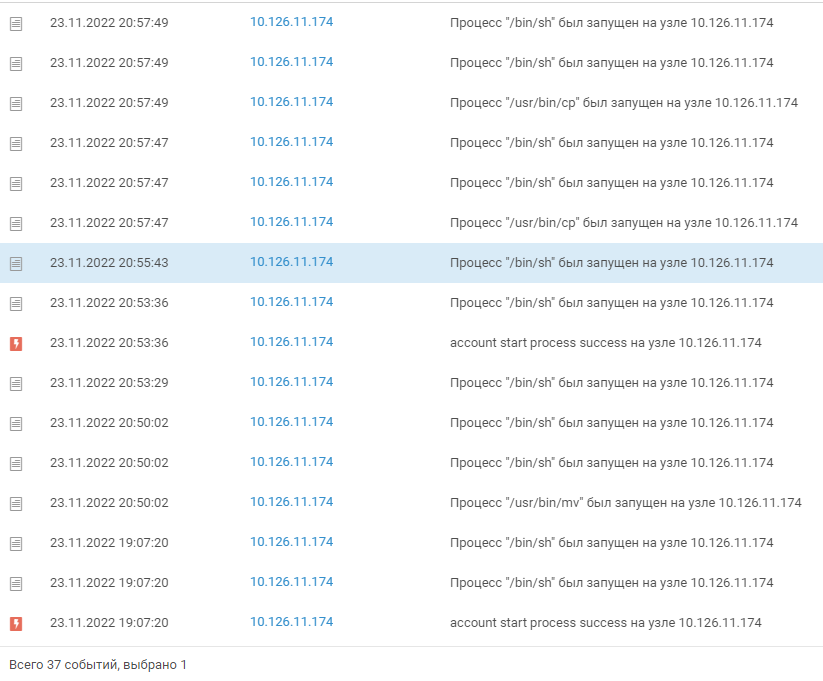 23.11.2022 20:57:49 10.126.11.174 Процесс "/bin/sh" был запущен на узле 10.126.11.174
23.11.2022 20:57:49 10.126.11.174 Процесс "/bin/sh" был запущен на узле 10.126.11.174
23.11.2022 20:57:49 10.126.11.174 Процесс "/usr/bin/cp" был запущен на узле 10.126.11.174
23.11.2022 20:57:47 10.126.11.174 Процесс "/bin/sh" был запущен на узле 10.126.11.174
23.11.2022 20:57:47 10.126.11.174 Процесс "/bin/sh" был запущен на узле 10.126.11.174
23.11.2022 20:57:47 10.126.11.174 Процесс "/usr/bin/cp" был запущен на узле 10.126.11.174
23.11.2022 20:55:43 10.126.11.174 Процесс "/bin/sh" был запущен на узле 10.126.11.174
23.11.2022 20:53:36 10.126.11.174 Процесс "/bin/sh" был запущен на узле 10.126.11.174
23.11.2022 20:53:36 10.126.11.174 account start process success на узле 10.126.11.174
23.11.2022 20:53:29 10.126.11.174 Процесс "/bin/sh" был запущен на узле 10.126.11.174
23.11.2022 20:50:02 10.126.11.174 Процесс "/bin/sh" был запущен на узле 10.126.11.174
23.11.2022 20:50:02 10.126.11.174 Процесс "/bin/sh" был запущен на узле 10.126.11.174
23.11.2022 20:50:02 10.126.11.174 Процесс "/usr/bin/mv" был запущен на узле 10.126.11.174
23.11.2022 19:07:20 10.126.11.174 Процесс "/bin/sh" был запущен на узле 10.126.11.174
23.11.2022 19:07:20 10.126.11.174 Процесс "/bin/sh" был запущен на узле 10.126.11.174
23.11.2022 19:07:20 10.126.11.174 account start process success на узле 10.126.11.174
Всего 37 событий, выбрано 1